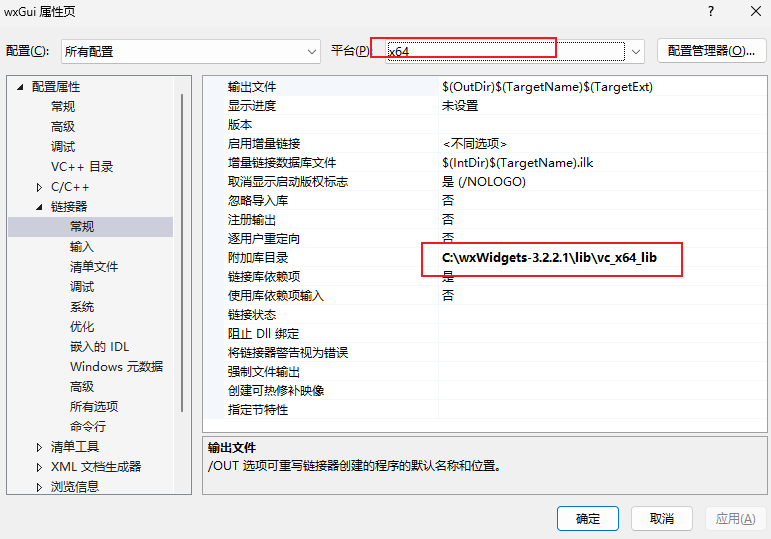 wxGui 属性页
配置(C): 所有配置 平台(P): x64 配置管理器(O)...
配置属性
常规
高级
调试
VC++ 目录
C/C++
链接器
常规
输入
清单文件
调试
系统
优化
嵌入的 IDL
Windows 元数据
高级
所有选项
命令行
清单工具
XML 文档生成器
浏览信息
输出文件 $(OutDir)$(TargetName)$(TargetExt)
显示进度 未设置
版本
启用增量链接 <不同选项>
增量链接数据库文件 $(IntDir)$(TargetName).ilk
取消显示启动版权标志 是 (/NOLOGO)
忽略导入库 否
注册输出 否
逐用户重定向 否
附加库目录 C:\wxWidgets-3.2.2.1\lib\vc_x64_lib
链接库依赖项 是
使用库依赖项输入 否
链接状态
阻止 Dll 绑定
将链接器警告视为错误
强制文件输出
创建可热修补映像
指定节特性
输出文件
/OUT 选项可重写链接器创建的程序的默认名称和位置。
确定 取消 应用(A)